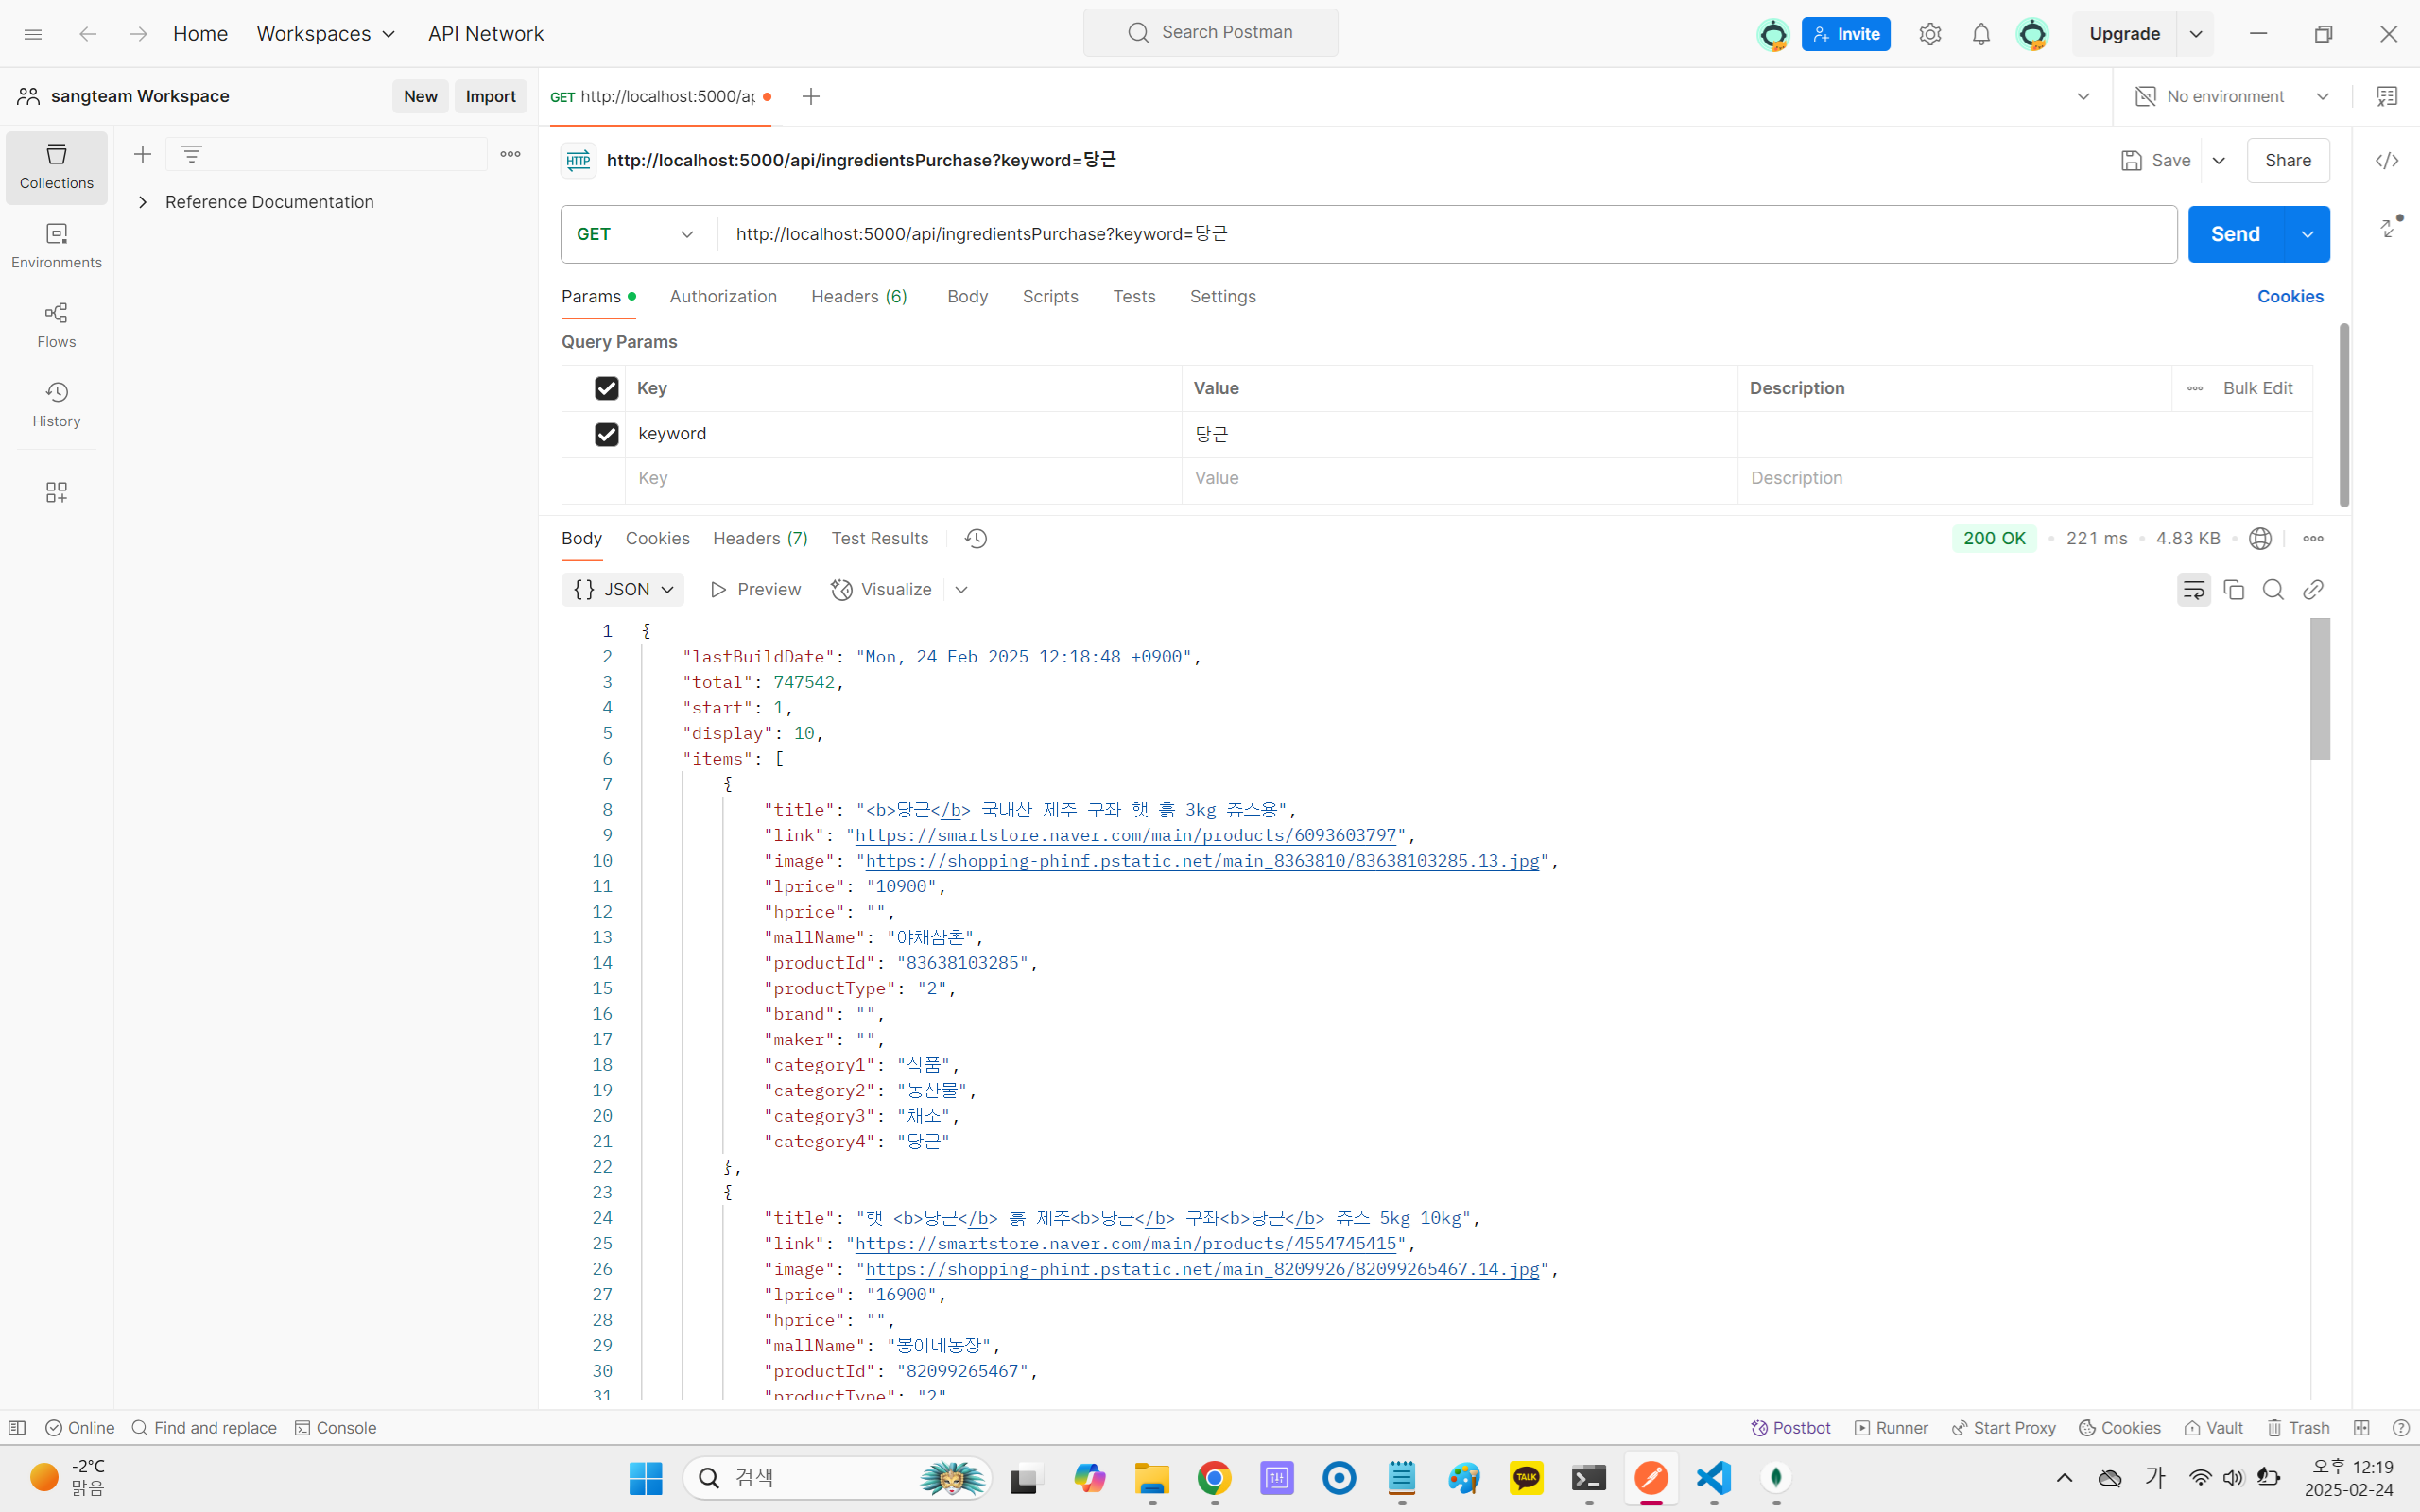 Home Workspaces API Network Search Postman Invite Upgrade
sangteam Workspace New Import GET http://localhost:5000/ap No environment
Collections
Environments
Flows
History
Reference Documentation
HTTP http://localhost:5000/api/ingredientsPurchase?keyword=당근 Save Share
GET http://localhost:5000/api/ingredientsPurchase?keyword=당근 Send
Params Authorization Headers (6) Body Scripts Tests Settings Cookies
Query Params
Key Value Description Bulk Edit
keyword 당근
Key Value Description
Body Cookies Headers (7) Test Results 200 OK 221 ms 4.83 KB
{} JSON Preview Visualize
1 {
2 "lastBuildDate": "Mon, 24 Feb 2025 12:18:48 +0900",
3 "total": 747542,
4 "start": 1,
5 "display": 10,
6 "items": [
7 {
8 "title": "<b>당근</b> 국내산 제주 구좌 햇 흙 3kg 쥬스용",
9 "link": "https://smartstore.naver.com/main/products/6093603797",
10 "image": "https://shopping-phinf.pstatic.net/main_8363810/83638103285.13.jpg",
11 "lprice": "10900",
12 "hprice": "",
13 "mallName": "야채삼촌",
14 "productId": "83638103285",
15 "productType": "2",
16 "brand": "",
17 "maker": "",
18 "category1": "식품",
19 "category2": "농산물",
20 "category3": "채소",
21 "category4": "당근"
22 },
23 {
24 "title": "햇 <b>당근</b> 흙 제주<b>당근</b> 구좌<b>당근</b> 쥬스 5kg 10kg",
25 "link": "https://smartstore.naver.com/main/products/4554745415",
26 "image": "https://shopping-phinf.pstatic.net/main_8209926/82099265467.14.jpg",
27 "lprice": "16900",
28 "hprice": "",
29 "mallName": "몽이네농장",
30 "productId": "82099265467",
31 "productType": "2"
Online Find and replace Console Postbot Runner Start Proxy Cookies Vault Trash
-2°C
맑음
검색
TALK
가
오후 12:19
2025-02-24